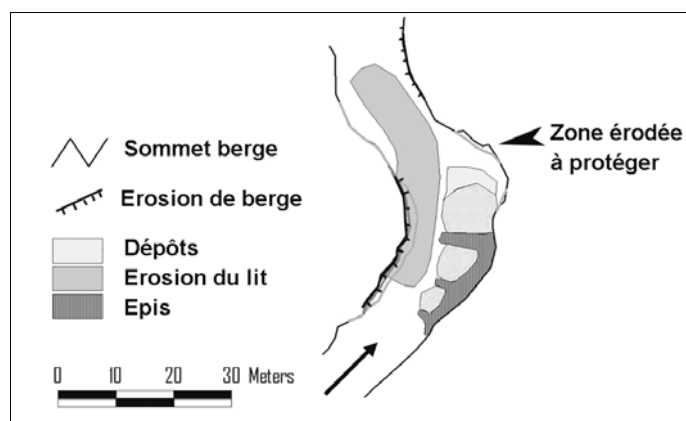 Sommet berge
Zone érodée
à protéger
Erosion de berge
Dépôts
Erosion du lit
Epis
0 10 20 30 Meters